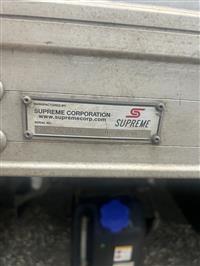 MANUFACTURED BY
SUPREME CORPORATION
www.supremecorp.com
SERIAL NO.
SUPREME